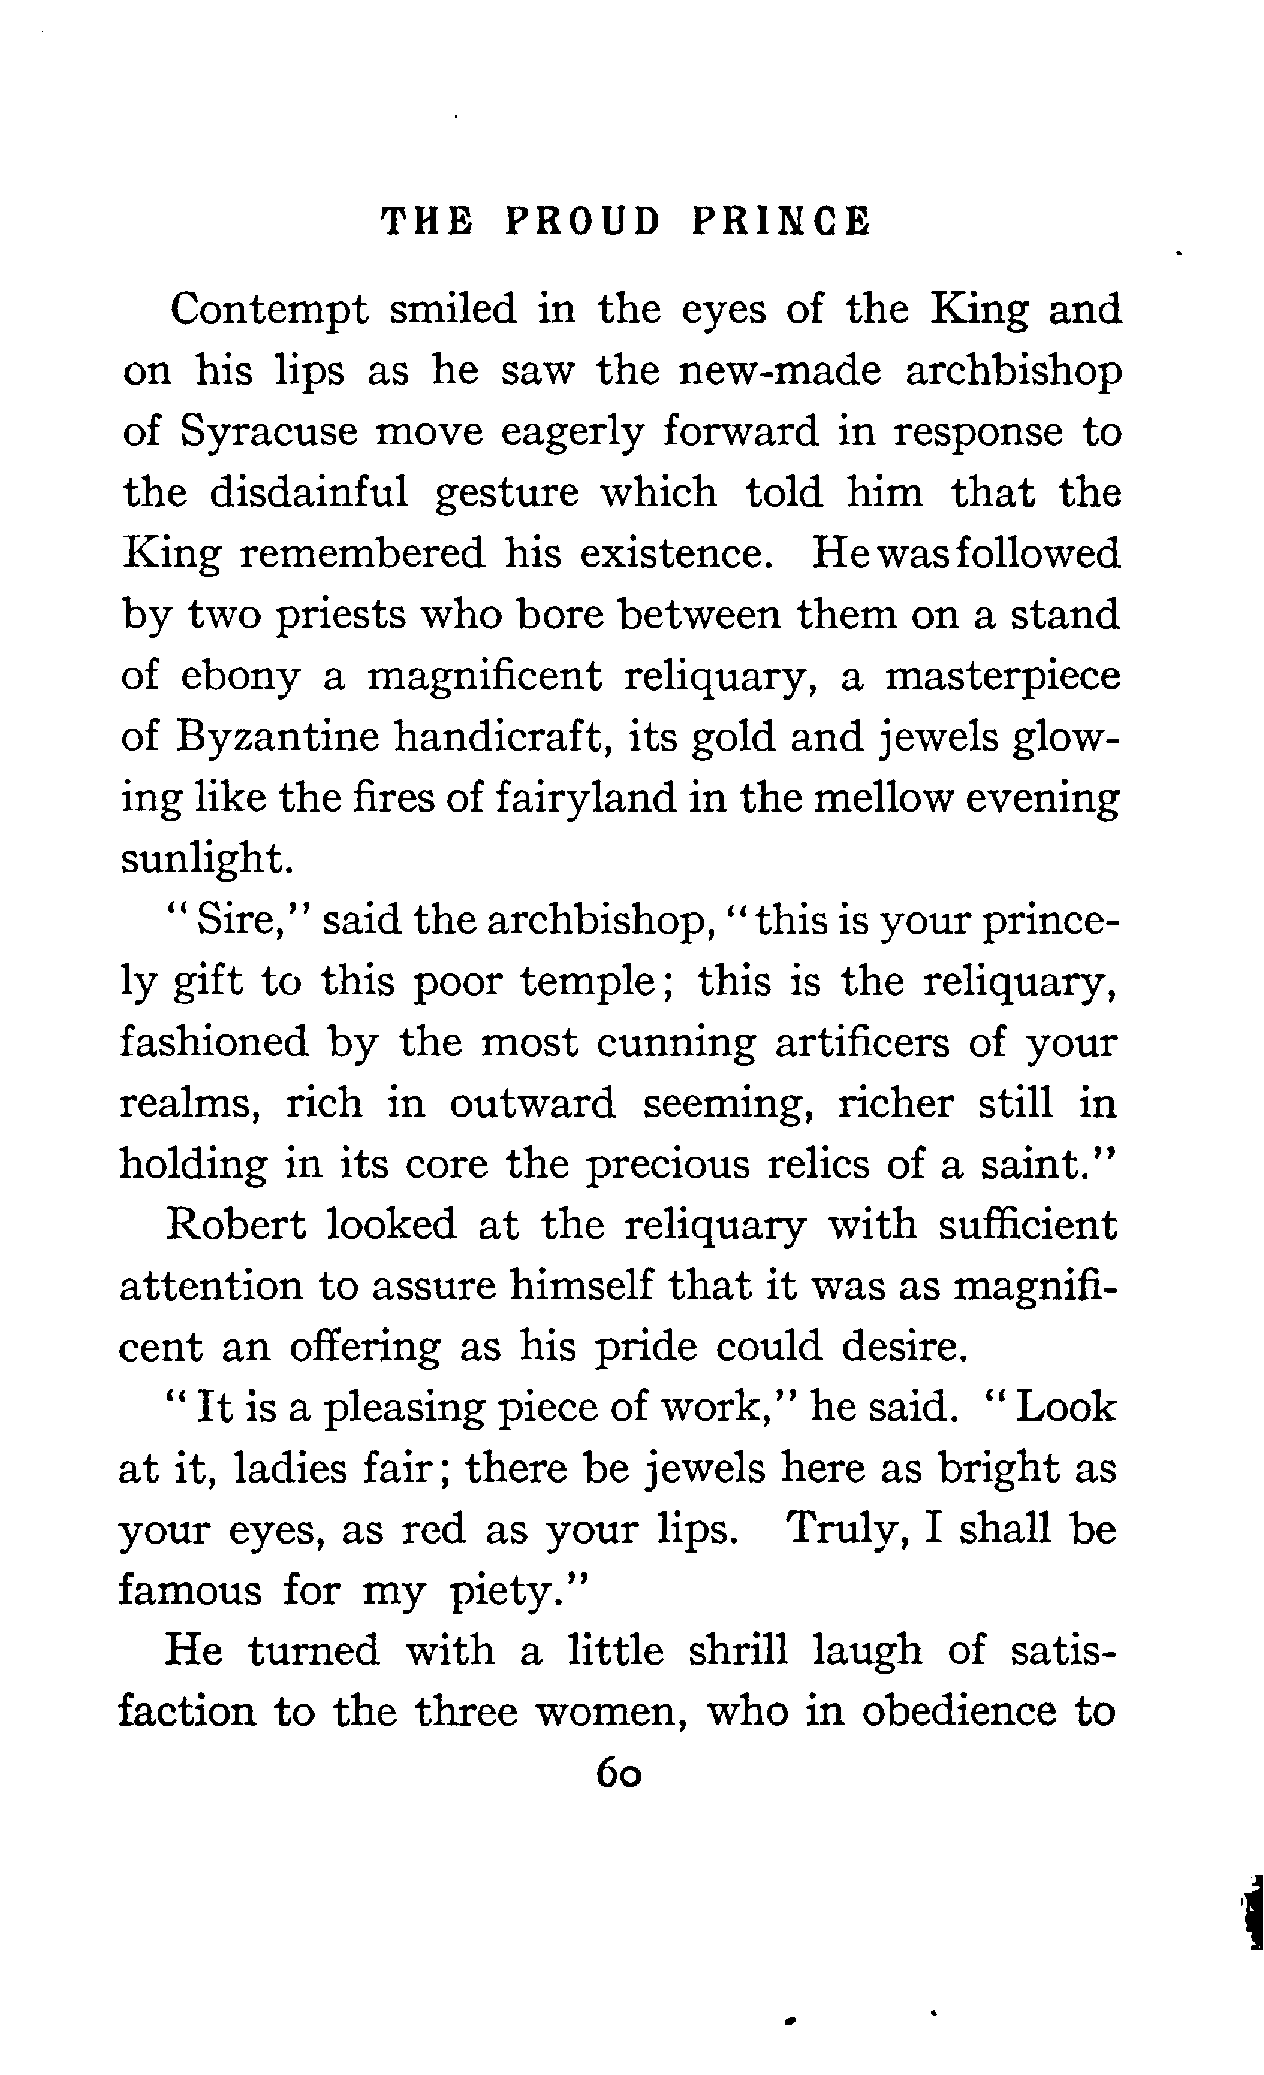 THE PROUD PRINCE
Contempt smiled in the eyes of the King and
on his lips as he saw the new-made archbishop
of Syracuse move eagerly forward in response to
the disdainful gesture which told him that the
King remembered his existence. He was followed
by two priests who bore between them on a stand
of ebony a magnificent reliquary, a masterpiece
of Byzantine handicraft, its gold and jewels glow-
ing like the fires of fairyland in the mellow evening
sunlight.
"Sire," said the archbishop, "this is your prince-
ly gift to this poor temple; this is the reliquary,
fashioned by the most cunning artificers of your
realms, rich in outward seeming, richer still in
holding in its core the precious relics of a saint."
Robert looked at the reliquary with sufficient
attention to assure himself that it was as magnifi-
cent an offering as his pride could desire.
"It is a pleasing piece of work," he said. "Look
at it, ladies fair; there be jewels here as bright as
your eyes, as red as your lips. Truly, I shall be
famous for my piety."
He turned with a little shrill laugh of satis-
faction to the three women, who in obedience to
60